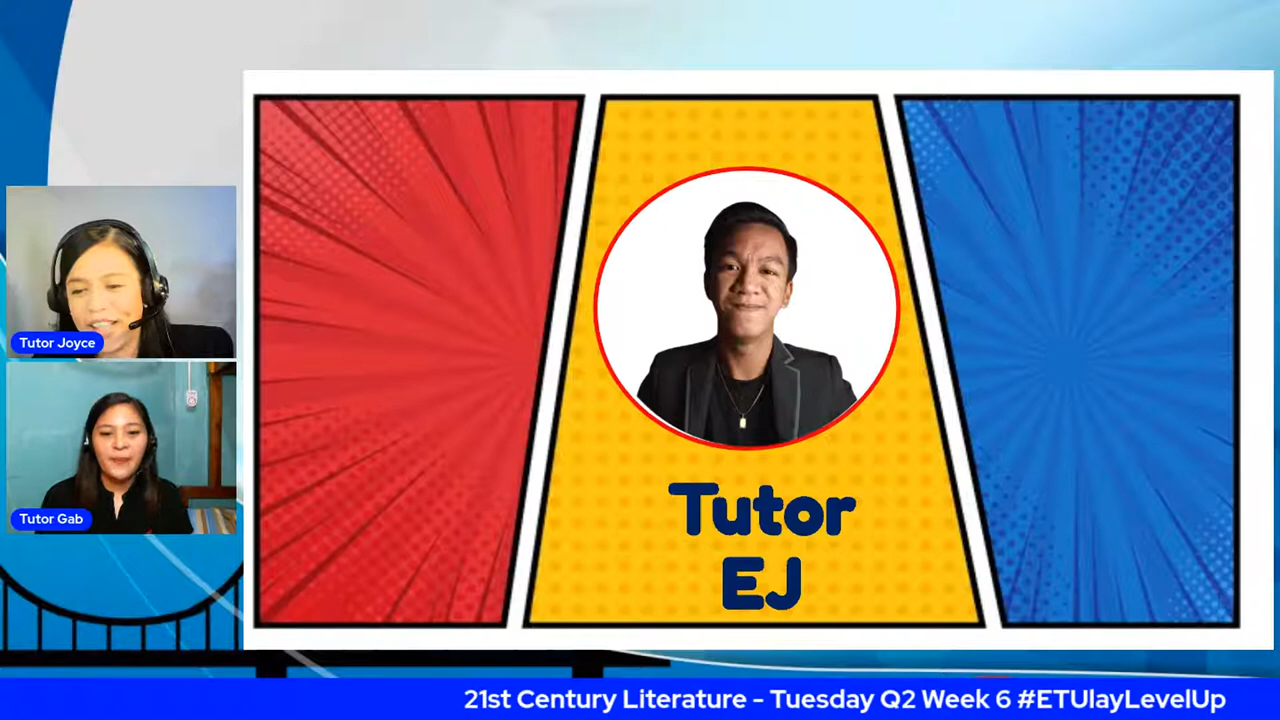 Tutor Joyce
Tutor Gab
Tutor
EJ
21st Century Literature - Tuesday Q2 Week 6 #ETUlayLevelUp